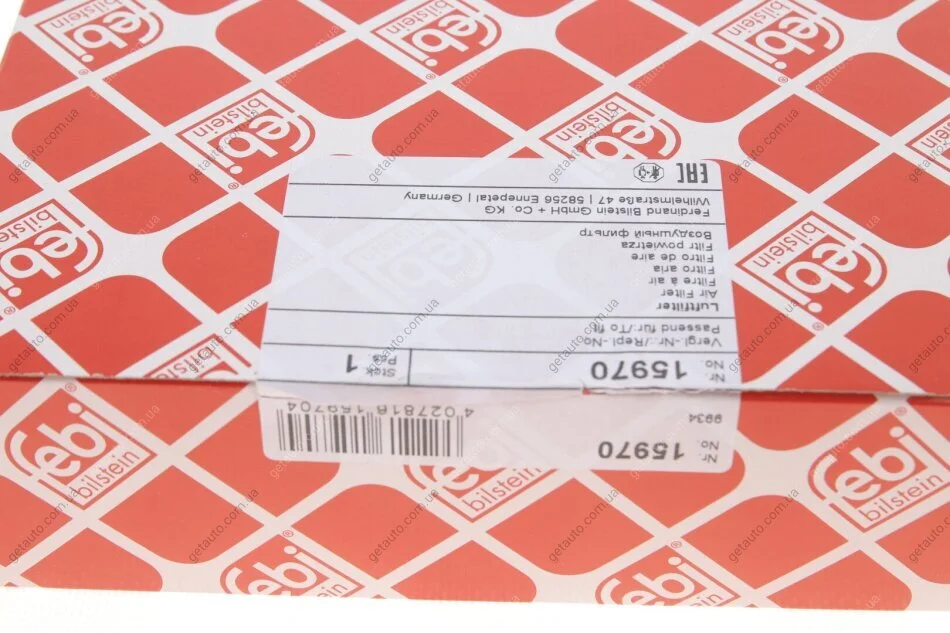 febi
bilstein
EAC
Ferdinand Bilstein GmbH + Co. KG
Wilhelmstraße 47 | 58256 Ennepetal | Germany
Luftfilter
Air Filter
Filtre à air
Filtro aria
Filtro de aire
Filtr powietrza
Воздушный фильтр
Passend für:/To fit:
Vergl.-Nr.:/Repl.-No
Nr.
No
15970
Stck
Pcs
1
Nr.
No.
15970
9934
4 027816 159704
getauto.com.ua